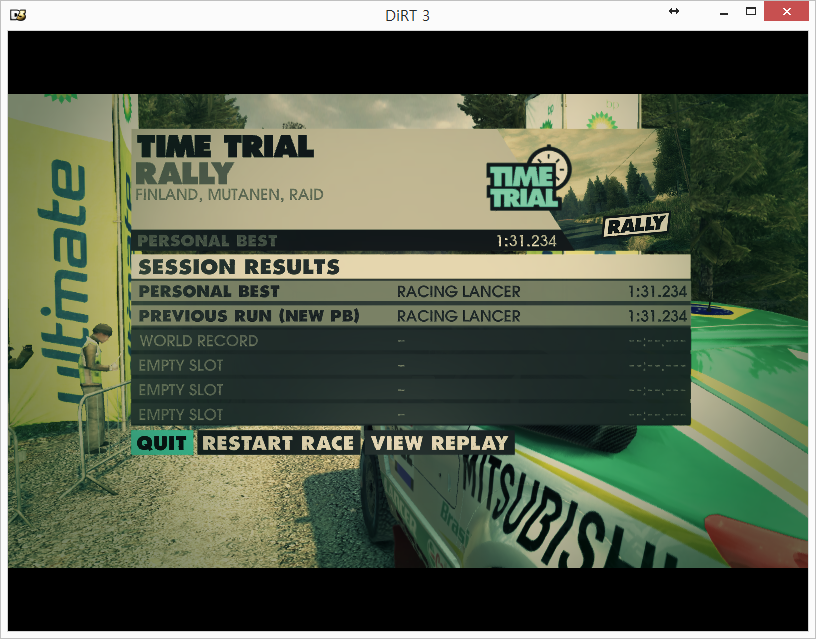 DiRT 3
TIME TRIAL
RALLY
FINLAND, MUTANEN, RAID
TIME
TRIAL
RALLY
PERSONAL BEST 1:31.234
SESSION RESULTS
PERSONAL BEST RACING LANCER 1:31.234
PREVIOUS RUN (NEW PB) RACING LANCER 1:31.234
WORLD RECORD – --:--.---
EMPTY SLOT – --:--.---
EMPTY SLOT – --:--.---
EMPTY SLOT – --:--.---
QUIT RESTART RACE VIEW REPLAY
ultimate
bp
MITSUBISHI
Brasi